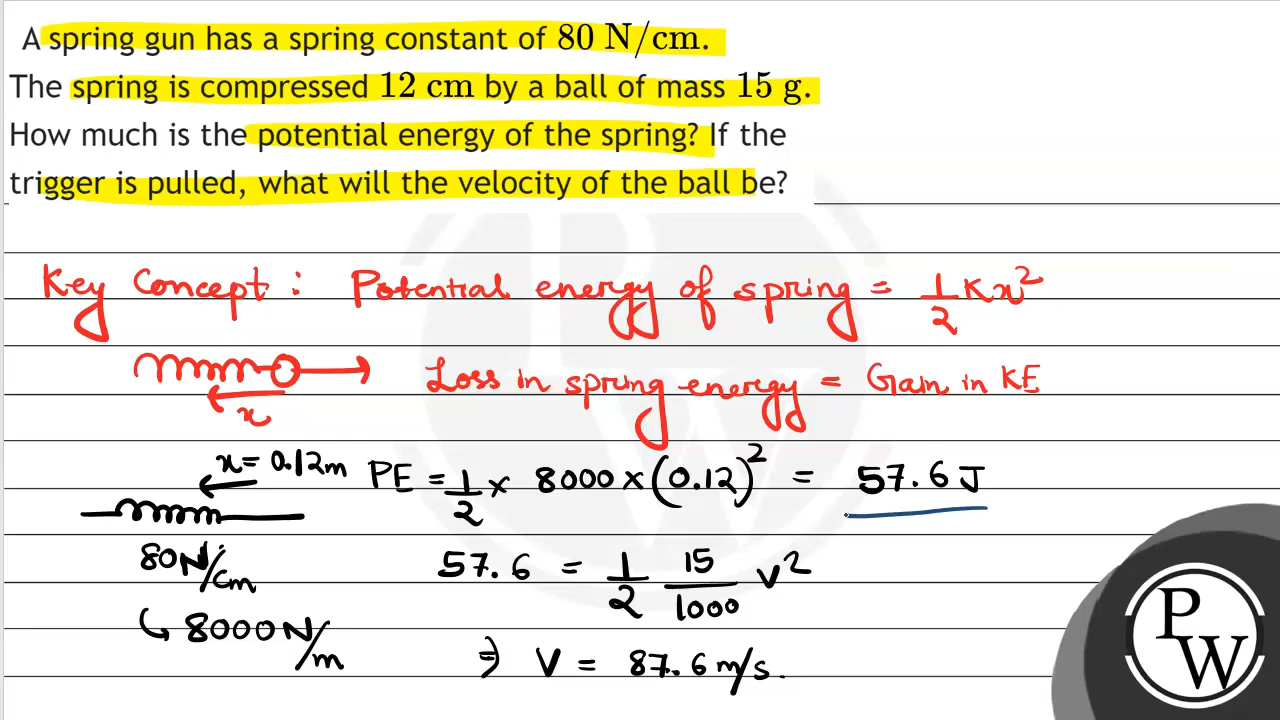 A spring gun has a spring constant of 80 N/cm.
The spring is compressed 12 cm by a ball of mass 15 g.
How much is the potential energy of the spring? If the
trigger is pulled, what will the velocity of the ball be?
Key Concept : Potential energy of spring = 1/2 Kx²
Loss in spring energy = Gain in KE
x
x = 0.12m
PE = 1/2 × 8000 × (0.12)² = 57.6 J
80N/cm
57.6 = 1/2 15/1000 v²
↳ 8000N/m
⇒ V = 87.6 m/s.
PW
PW